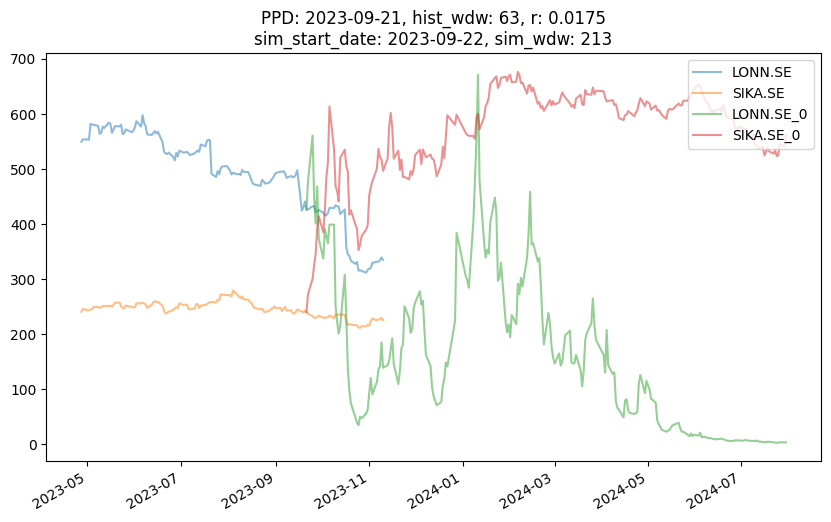 PPD: 2023-09-21, hist_wdw: 63, r: 0.0175
sim_start_date: 2023-09-22, sim_wdw: 213
LONN.SE
SIKA.SE
LONN.SE_0
SIKA.SE_0
700
600
500
400
300
200
100
0
2023-05
2023-07
2023-09
2023-11
2024-01
2024-03
2024-05
2024-07